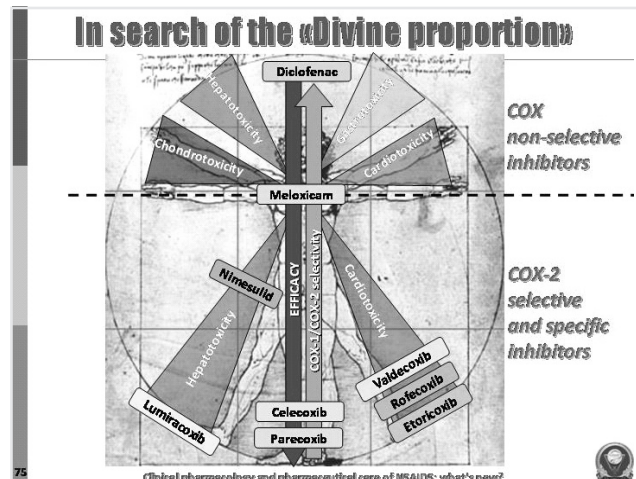 In search of the «Divine proportion»
Diclofenac
Hepatotoxicity
Gastrotoxicity
Chondrotoxicity
Cardiotoxicity
COX
non-selective
inhibitors
Meloxicam
Nimesulid
EFFICACY
COX-1/COX-2 selectivity
Cardiotoxicity
Hepatotoxicity
COX-2
selective
and specific
inhibitors
Valdecoxib
Rofecoxib
Etoricoxib
Lumiracoxib
Celecoxib
Parecoxib
75
Clinical pharmacology and pharmaceutical care of NSAIDS: what's new?